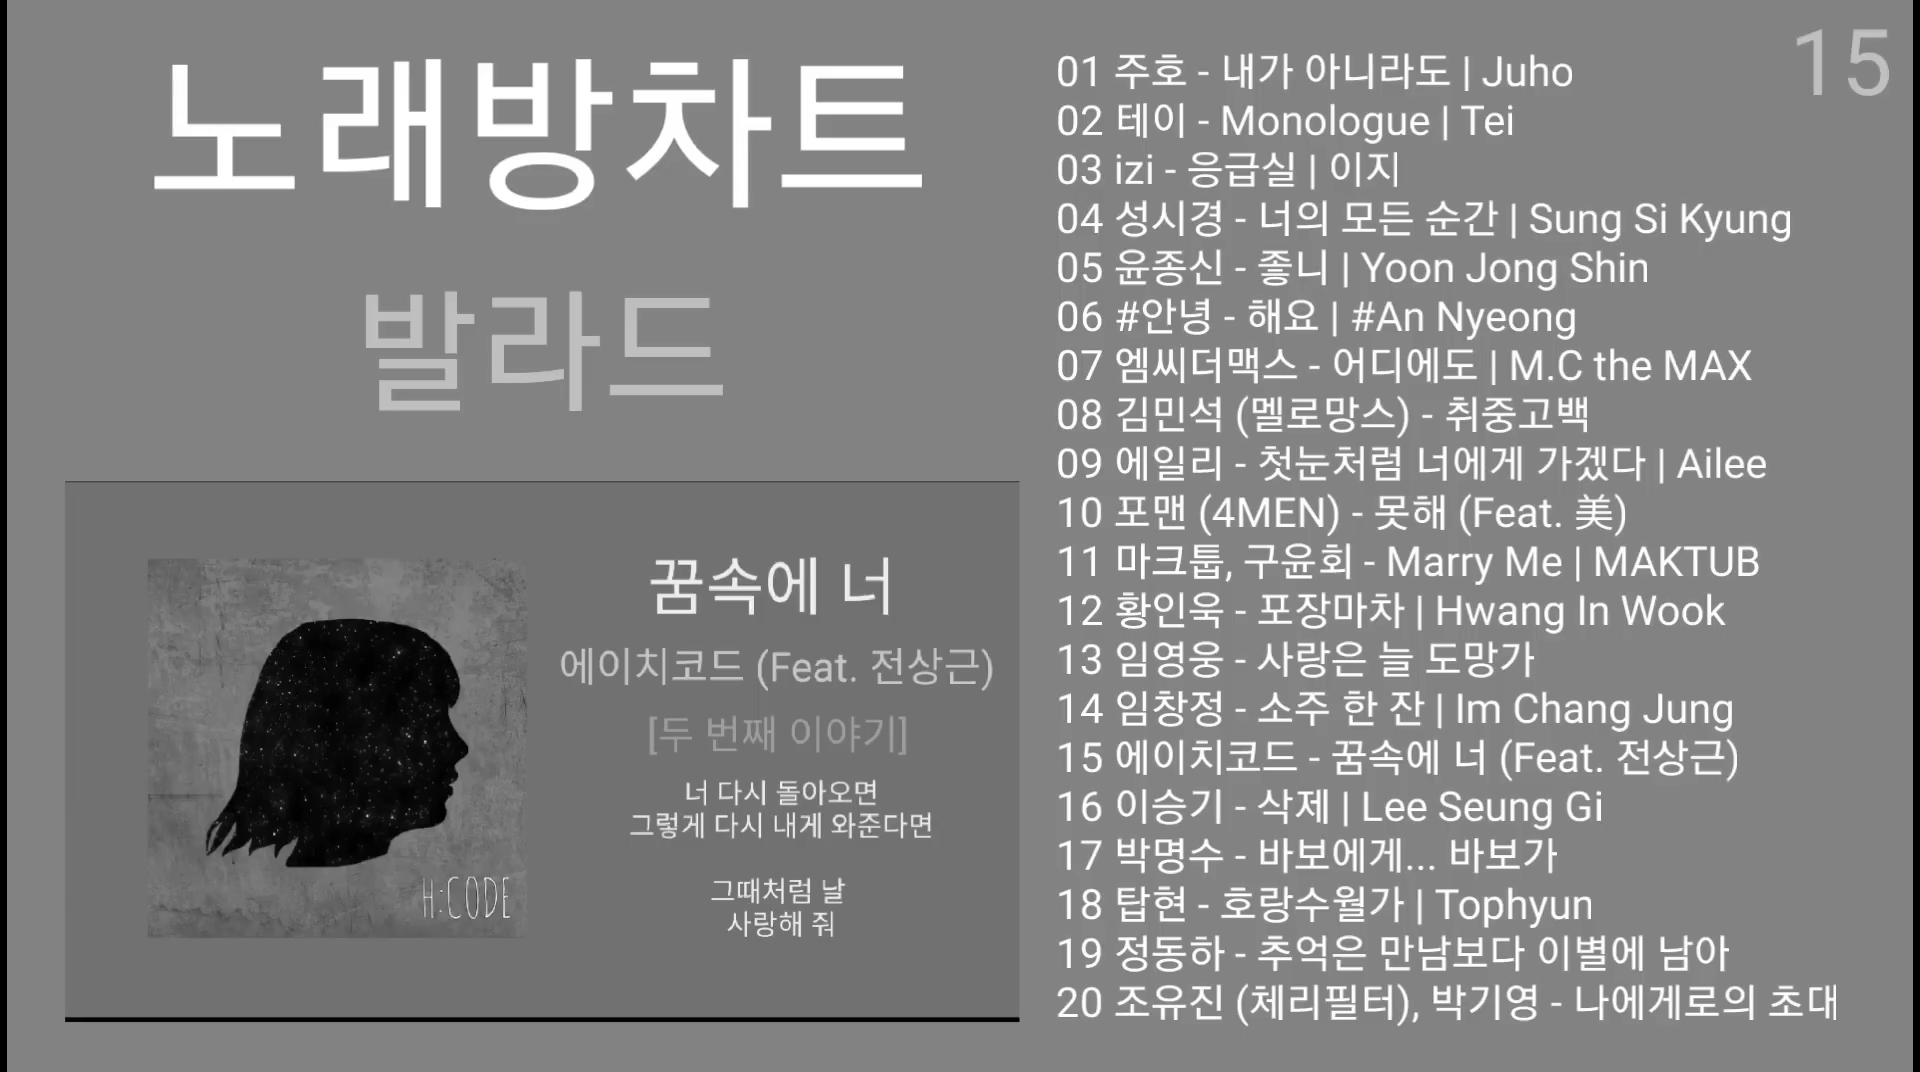 노래방차트
발라드
꿈속에 너
에이치코드 (Feat. 전상근)
[두 번째 이야기]
너 다시 돌아오면
그렇게 다시 내게 와준다면
그때처럼 날
사랑해 줘
H:CODE
15
01 주호 - 내가 아니라도 | Juho
02 테이 - Monologue | Tei
03 izi - 응급실 | 이지
04 성시경 - 너의 모든 순간 | Sung Si Kyung
05 윤종신 - 좋니 | Yoon Jong Shin
06 #안녕 - 해요 | #An Nyeong
07 엠씨더맥스 - 어디에도 | M.C the MAX
08 김민석 (멜로망스) - 취중고백
09 에일리 - 첫눈처럼 너에게 가겠다 | Ailee
10 포맨 (4MEN) - 못해 (Feat. 美)
11 마크툽, 구윤회 - Marry Me | MAKTUB
12 황인욱 - 포장마차 | Hwang In Wook
13 임영웅 - 사랑은 늘 도망가
14 임창정 - 소주 한 잔 | Im Chang Jung
15 에이치코드 - 꿈속에 너 (Feat. 전상근)
16 이승기 - 삭제 | Lee Seung Gi
17 박명수 - 바보에게... 바보가
18 탑현 - 호랑수월가 | Tophyun
19 정동하 - 추억은 만남보다 이별에 남아
20 조유진 (체리필터), 박기영 - 나에게로의 초대